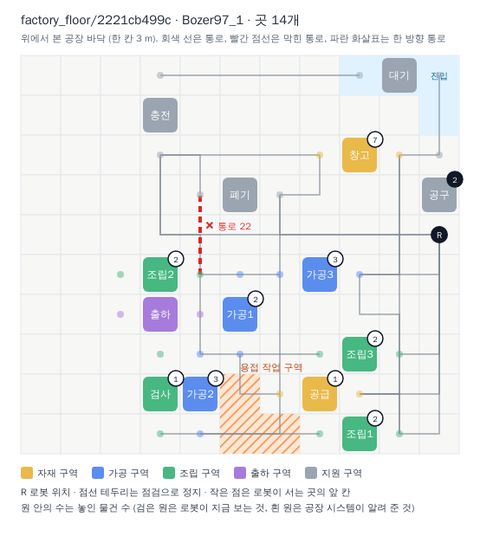 factory_floor/2221cb499c · Bozer97_1 · 곳 14개
위에서 본 공장 바닥 (한 칸 3 m). 회색 선은 통로, 빨간 점선은 막힌 통로, 파란 화살표는 한 방향 통로
대기
진입
충전
7
창고
2
폐기
공구
✕ 통로 22
R
2
조립2
3
가공3
2
출하
가공1
2
조립3
용접 작업 구역
1
검사
3
가공2
1
공급
2
조립1
자재 구역
가공 구역
조립 구역
출하 구역
지원 구역
R 로봇 위치 · 점선 테두리는 점검으로 정지 · 작은 점은 로봇이 서는 곳의 앞 칸
원 안의 수는 놓인 물건 수 (검은 원은 로봇이 지금 보는 것, 흰 원은 공장 시스템이 알려 준 것)